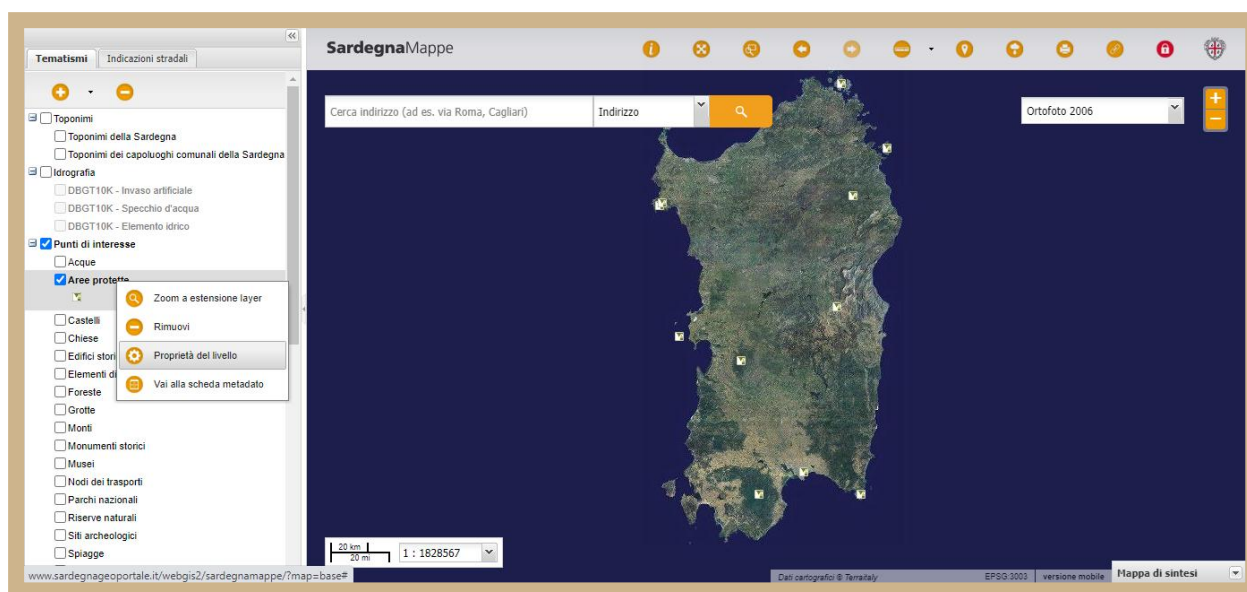 Tematismi
Indicazioni stradali
SardegnaMappe
Cerca indirizzo (ad es. via Roma, Cagliari)
Indirizzo
Ortofoto 2006
Toponimi
Toponimi della Sardegna
Toponimi dei capoluoghi comunali della Sardegna
Idrografia
DBGT10K - Invaso artificiale
DBGT10K - Specchio d'acqua
DBGT10K - Elemento idrico
Punti di interesse
Acque
Aree protette
Zoom a estensione layer
Rimuovi
Proprietà del livello
Vai alla scheda metadato
Castelli
Chiese
Edifici stori
Elementi di
Foreste
Grotte
Monti
Monumenti storici
Musei
Nodi dei trasporti
Parchi nazionali
Riserve naturali
Siti archeologici
Spiagge
20 km
20 mi
1 : 1828567
www.sardegnageoportale.it/webgis2/sardegnamappe/?map=base#
Dati cartografici © Terraitaly
EPSG:3003
versione mobile
Mappa di sintesi